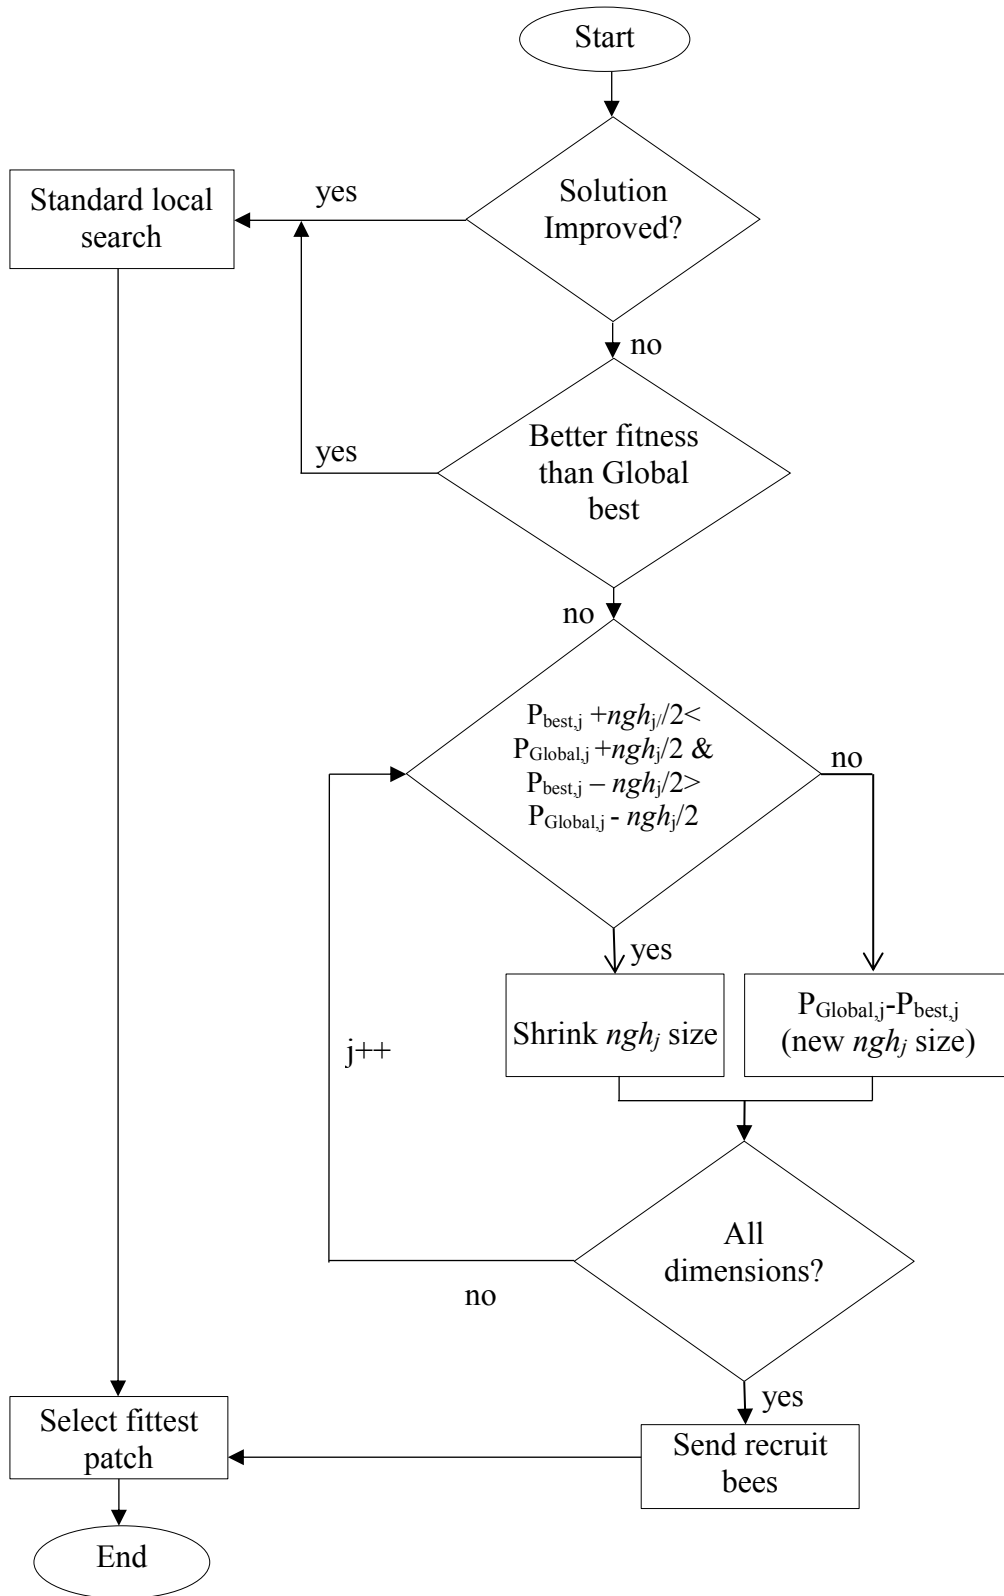 Start
Solution
Improved?
yes
Standard local
search
no
Better fitness
than Global
best
yes
no
P_best,j +ngh_j//2<
P_Global,j +ngh_j/2 &
P_best,j – ngh_j/2>
P_Global,j - ngh_j/2
no
yes
Shrink ngh_j size
P_Global,j-P_best,j
(new ngh_j size)
j++
All
dimensions?
no
yes
Select fittest
patch
Send recruit
bees
End